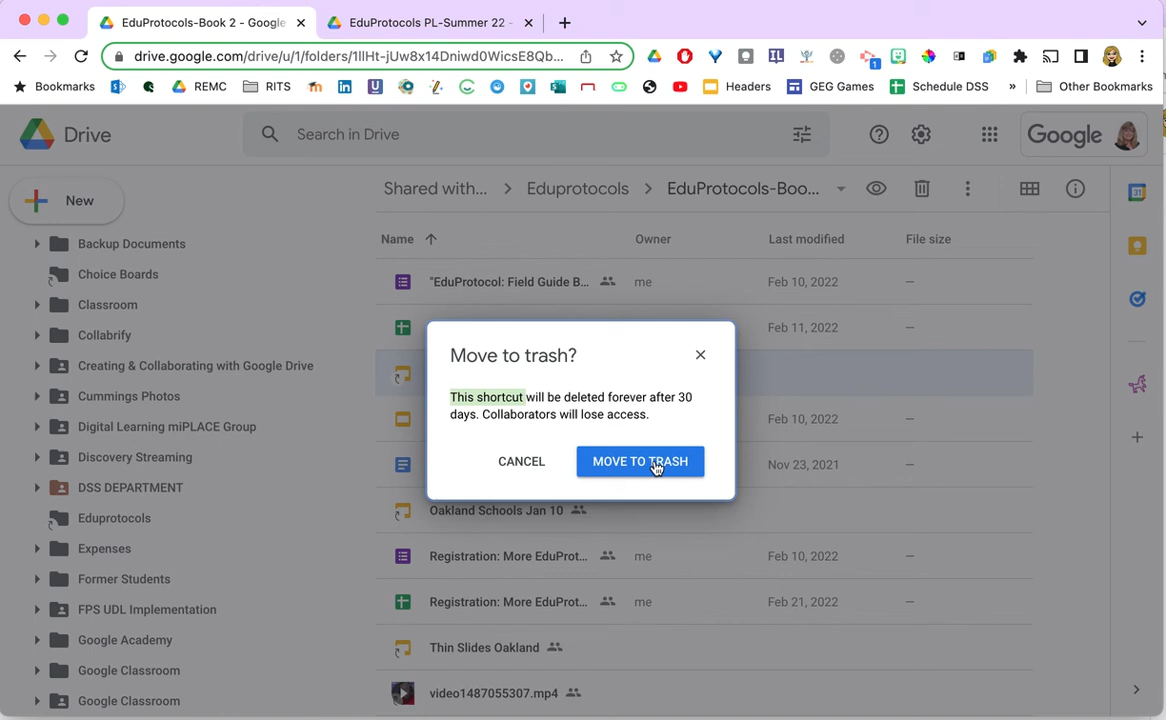 EduProtocols-Book 2 - Google
EduProtocols PL-Summer 22 -
drive.google.com/drive/u/1/folders/1lIHt-jUw8x14Dniwd0WicsE8Qb...
Bookmarks
REMC
RITS
Headers
GEG Games
Schedule DSS
»
Other Bookmarks
Drive
Search in Drive
Google
New
Shared with... > Eduprotocols > EduProtocols-Boo...
Name
Owner
Last modified
File size
Backup Documents
Choice Boards
Classroom
Collabrify
Creating & Collaborating with Google Drive
Cummings Photos
Digital Learning miPLACE Group
Discovery Streaming
DSS DEPARTMENT
Eduprotocols
Expenses
Former Students
FPS UDL Implementation
Google Academy
Google Classroom
Google Classroom
"EduProtocol: Field Guide B... me Feb 10, 2022 —
Feb 11, 2022 —
Feb 10, 2022 —
Nov 23, 2021 —
Oakland Schools Jan 10
Registration: More EduProt... me Feb 10, 2022 —
Registration: More EduProt... me Feb 21, 2022 —
Thin Slides Oakland
video1487055307.mp4
Move to trash?
This shortcut will be deleted forever after 30
days. Collaborators will lose access.
CANCEL
MOVE TO TRASH